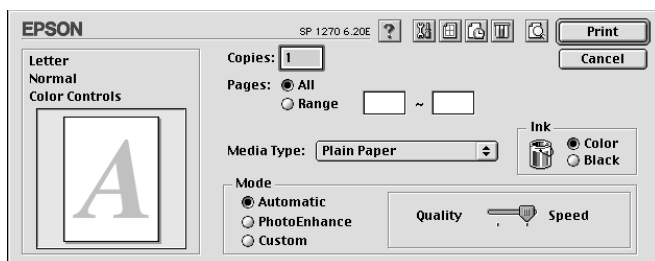 EPSON
SP 1270 6.20E ? Print
Letter
Normal
Color Controls
A
Copies: 1
Cancel
Pages: All
Range ~
Media Type: Plain Paper
Ink
Color
Black
Mode
Automatic
PhotoEnhance
Custom
Quality Speed